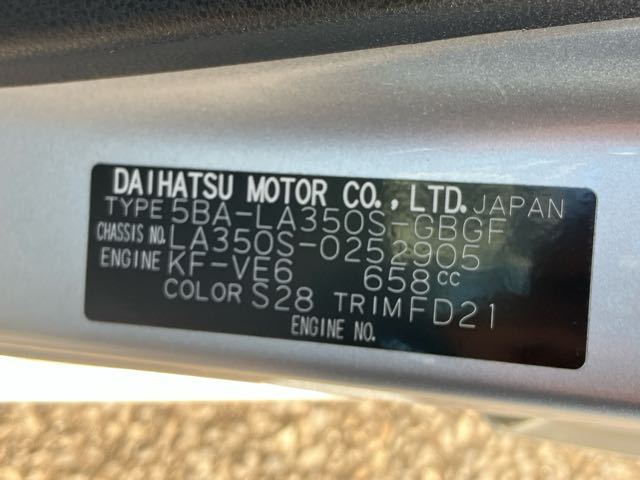 DAIHATSU MOTOR CO., LTD. JAPAN
TYPE 5BA-LA350S-GBGF
CHASSIS NO. LA350S-0252905
ENGINE KF-VE6 658cc
COLOR S28 TRIM FD21
ENGINE NO.